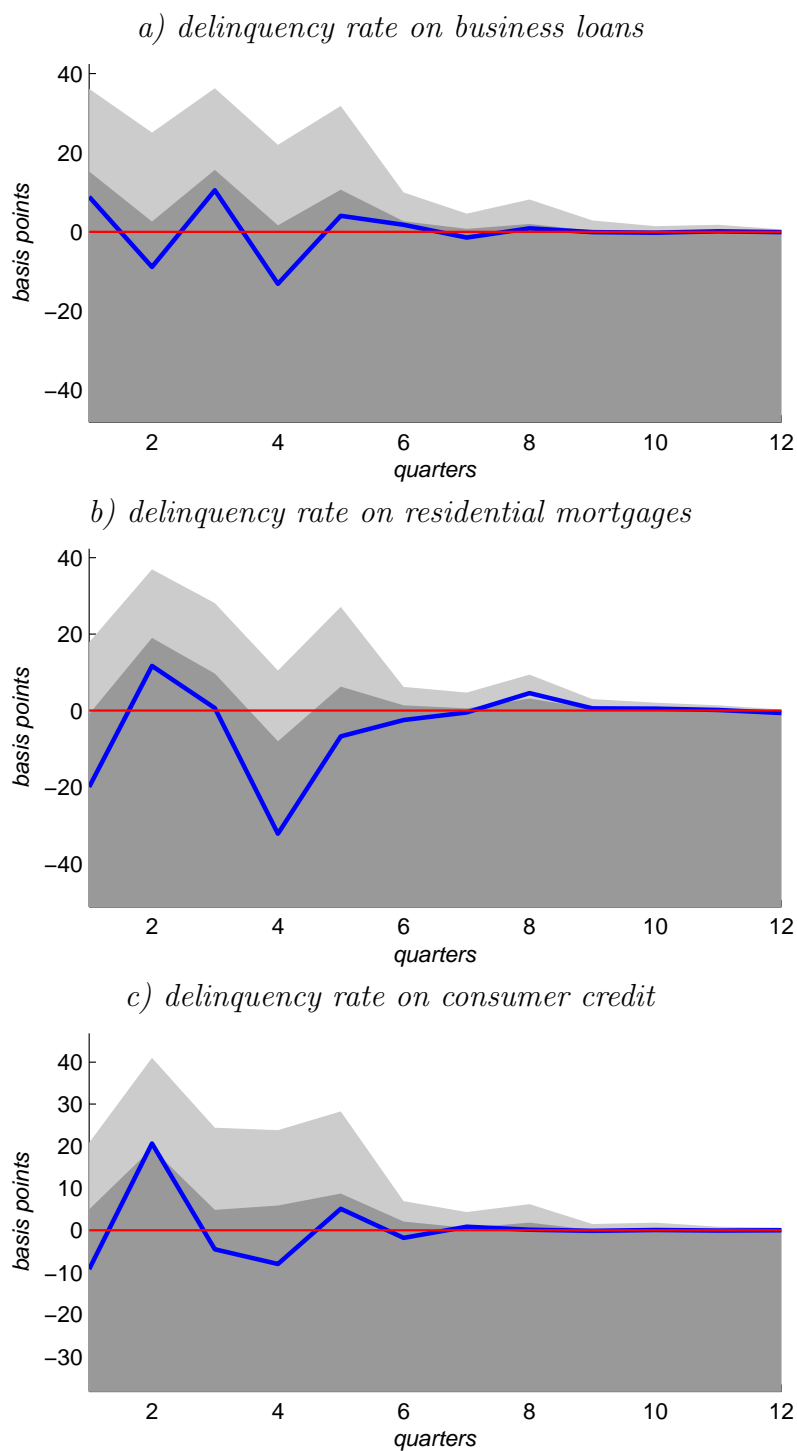 a) delinquency rate on business loans
40
20
0
−20
−40
basis points
2 4 6 8 10 12
quarters
b) delinquency rate on residential mortgages
40
20
0
−20
−40
basis points
2 4 6 8 10 12
quarters
c) delinquency rate on consumer credit
40
30
20
10
0
−10
−20
−30
basis points
2 4 6 8 10 12
quarters